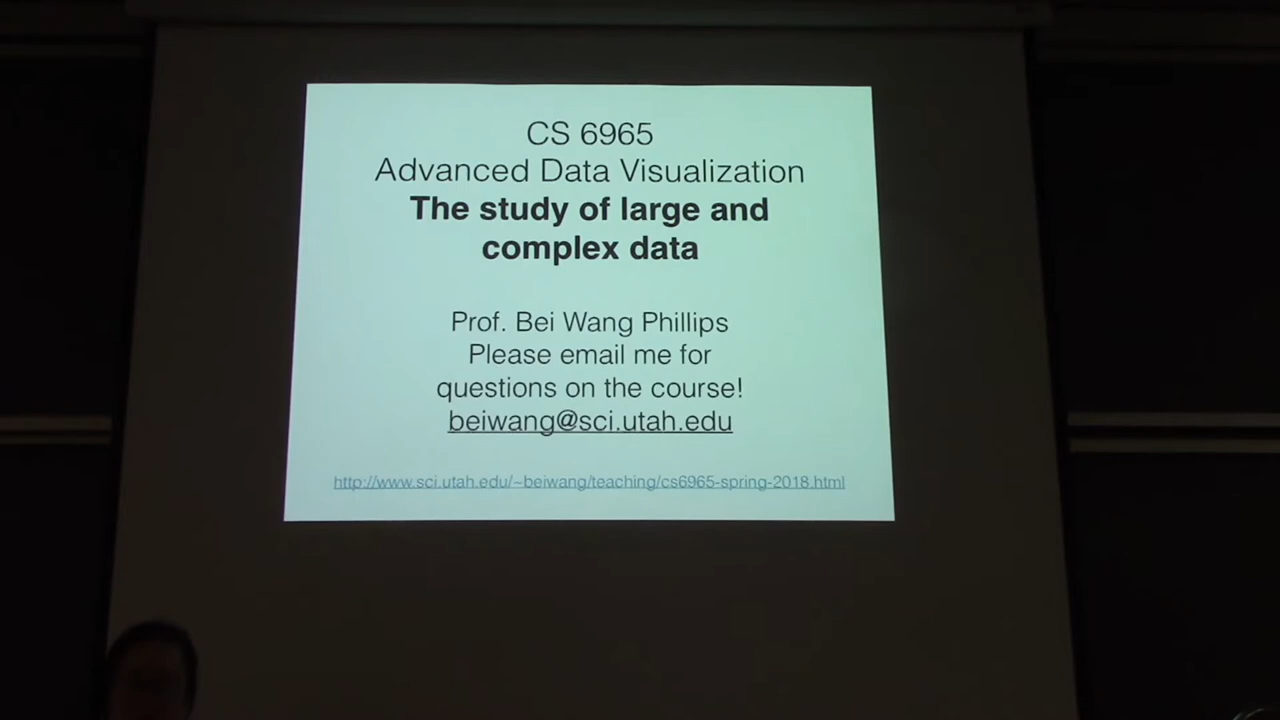 CS 6965
Advanced Data Visualization
The study of large and
complex data
Prof. Bei Wang Phillips
Please email me for
questions on the course!
beiwang@sci.utah.edu
http://www.sci.utah.edu/~beiwang/teaching/cs6965-spring-2018.html